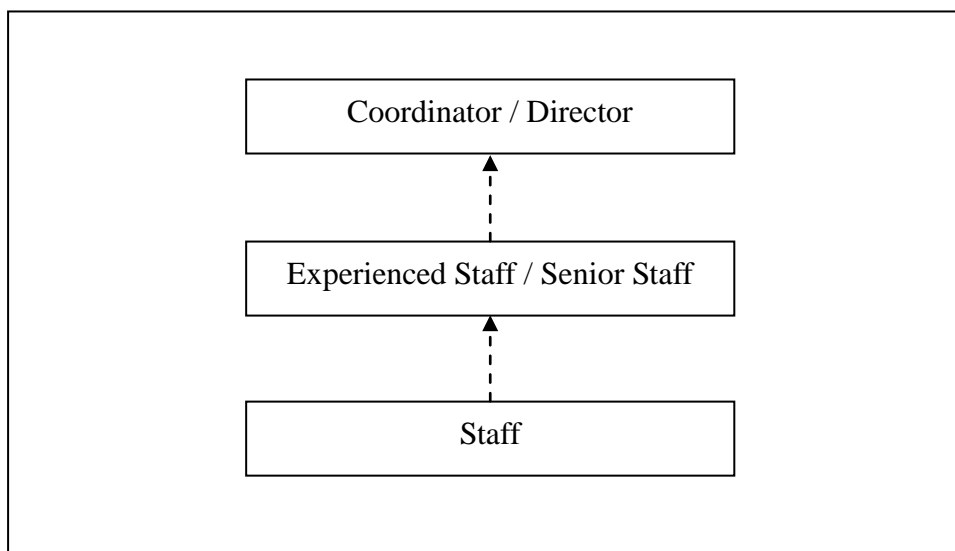 Coordinator / Director
Experienced Staff / Senior Staff
Staff